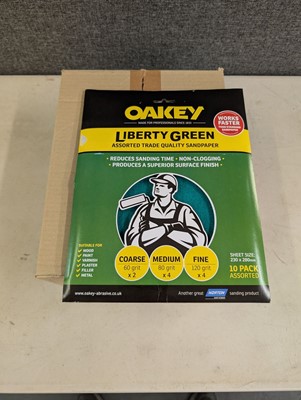 OAKEY
MADE FOR PROFESSIONALS SINCE 1833
WORKS
FASTER
LIBERTY GREEN
ASSORTED TRADE QUALITY SANDPAPER
• REDUCES SANDING TIME • NON-CLOGGING
• PRODUCES A SUPERIOR SURFACE FINISH •
SUITABLE FOR
WOOD
PAINT
VARNISH
PLASTER
FILLER
METAL
COARSE
60 grit
x 2
MEDIUM
80 grit
x 4
FINE
120 grit
x 4
SHEET SIZE:
230 x 280mm
10 PACK
ASSORTED
www.oakey-abrasive.co.uk
Another great
NORTON
sanding product